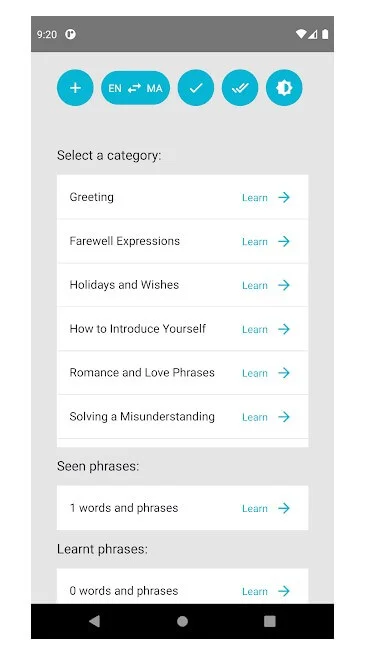 9:20
EN MA
Select a category:
Greeting Learn
Farewell Expressions Learn
Holidays and Wishes Learn
How to Introduce Yourself Learn
Romance and Love Phrases Learn
Solving a Misunderstanding Learn
Seen phrases:
1 words and phrases Learn
Learnt phrases:
0 words and phrases Learn